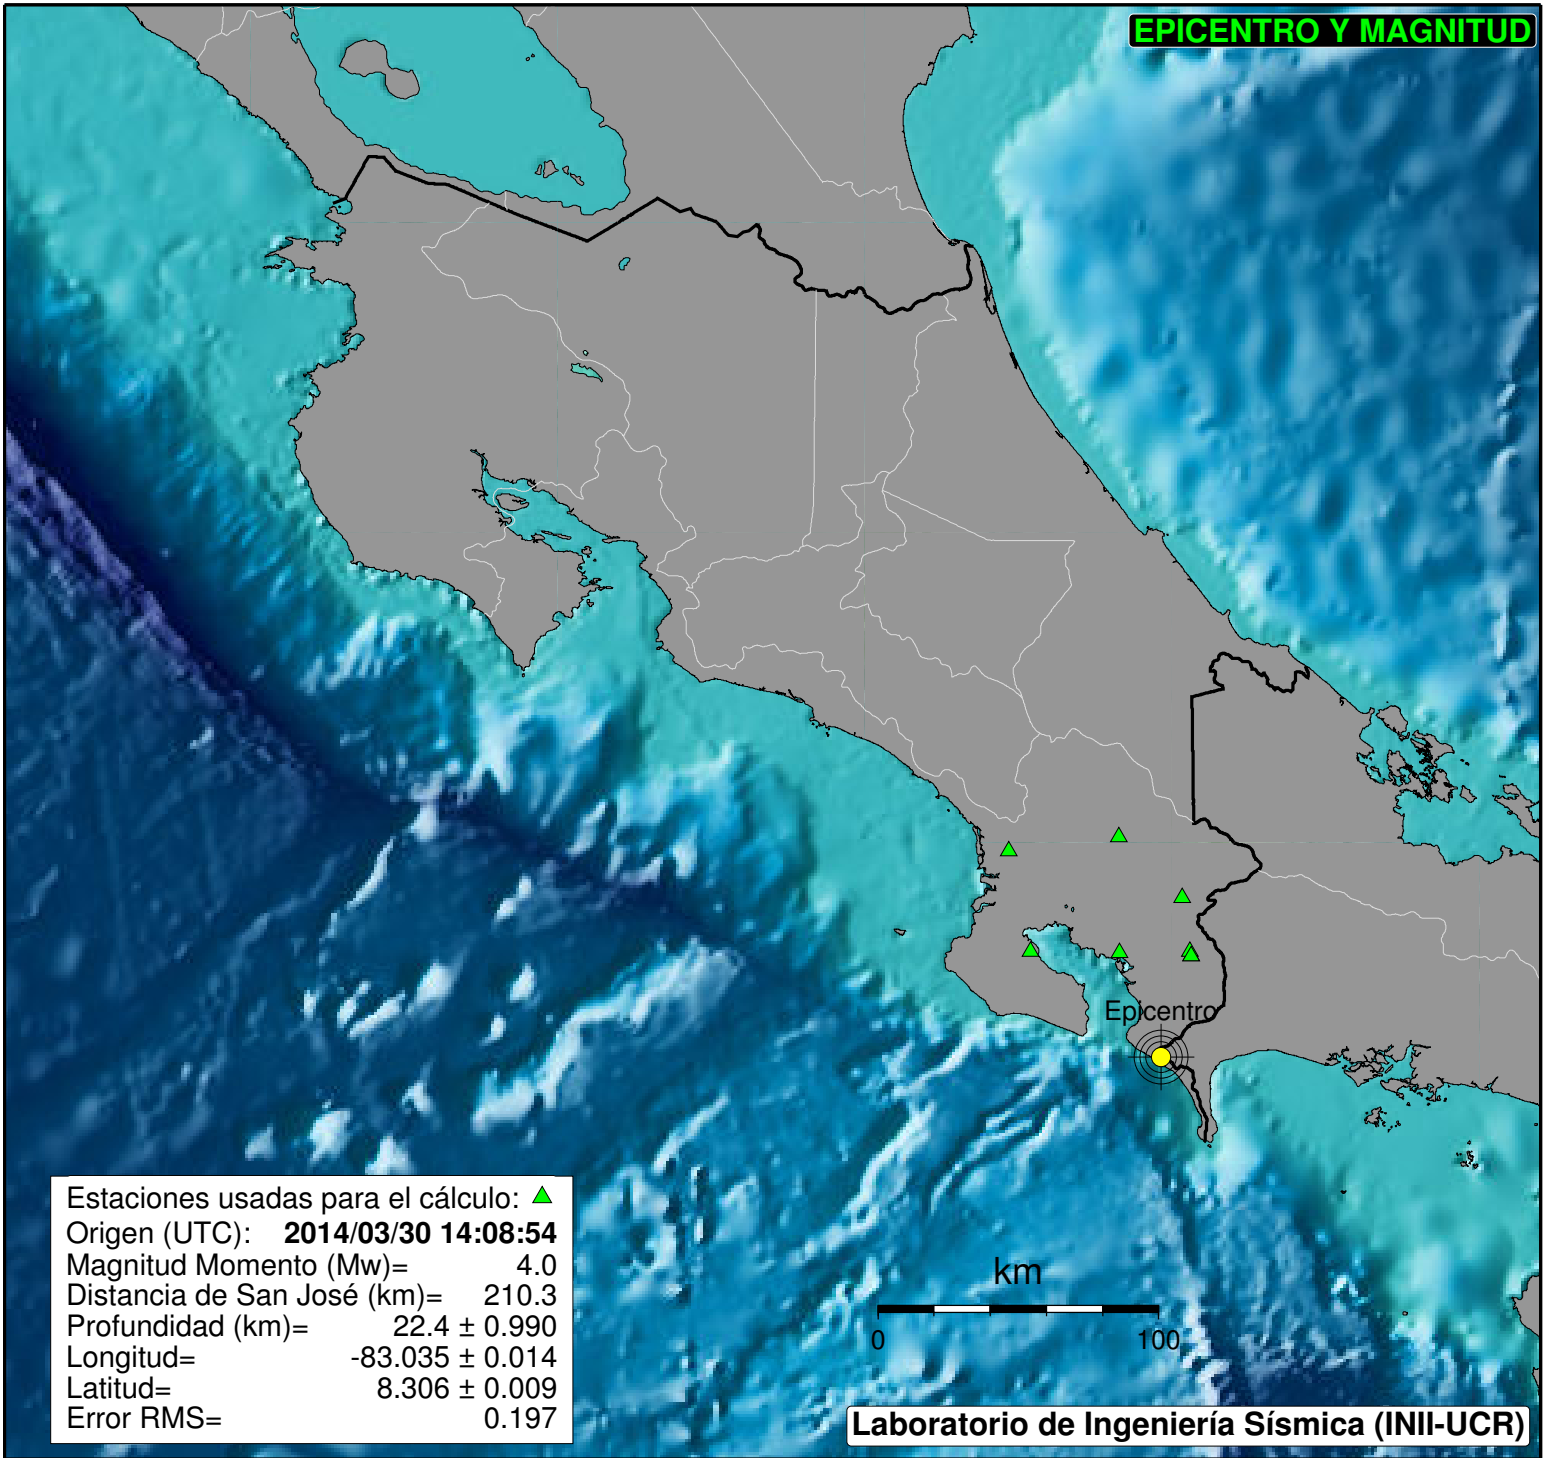 EPICENTRO Y MAGNITUD
Epicentro
Estaciones usadas para el cálculo:
Origen (UTC): 2014/03/30 14:08:54
Magnitud Momento (Mw)= 4.0
Distancia de San José (km)= 210.3
Profundidad (km)= 22.4 ± 0.990
Longitud= -83.035 ± 0.014
Latitud= 8.306 ± 0.009
Error RMS= 0.197
km
0 100
Laboratorio de Ingeniería Sísmica (INII-UCR)